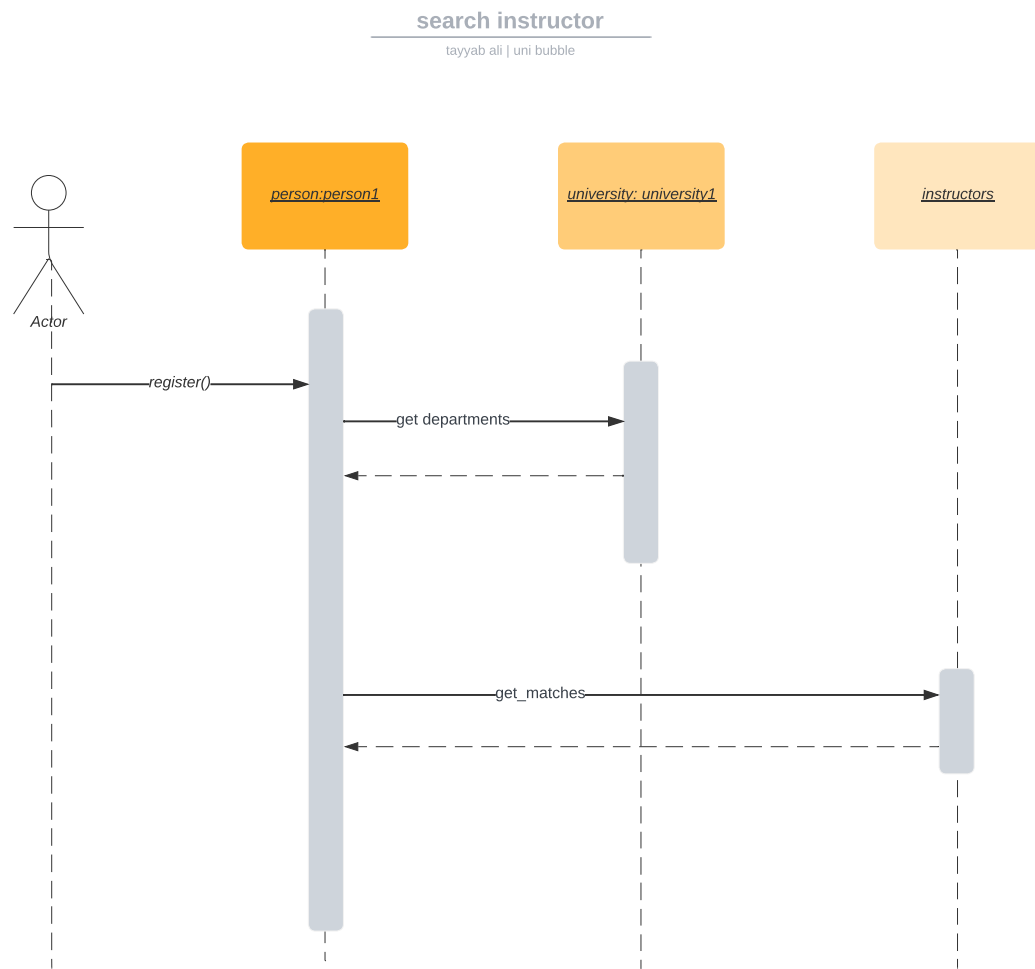 search instructor
tayyab ali | uni bubble
person:person1
university: university1
instructors
Actor
register()
get departments
get_matches